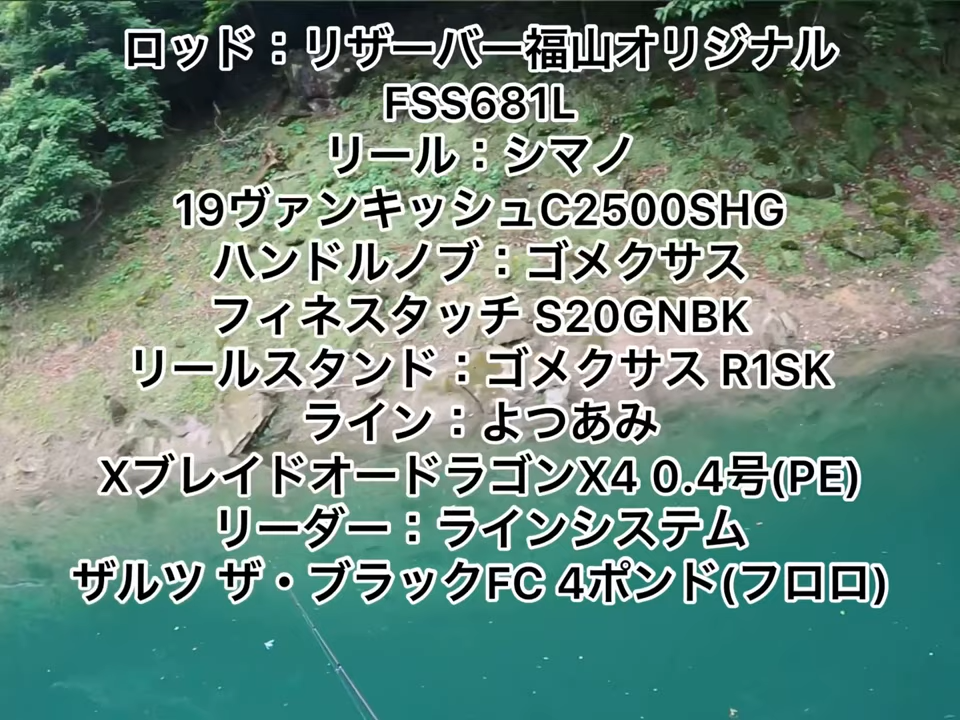 ロッド：リザーバー福山オリジナル
FSS681L
リール：シマノ
19ヴァンキッシュC2500SHG
ハンドルノブ：ゴメクサス
フィネスタッチ S20GNBK
リールスタンド：ゴメクサス R1SK
ライン：よつあみ
XブレイドオードラゴンX4 0.4号(PE)
リーダー：ラインシステム
ザルツ ザ・ブラックFC 4ポンド(フロロ)